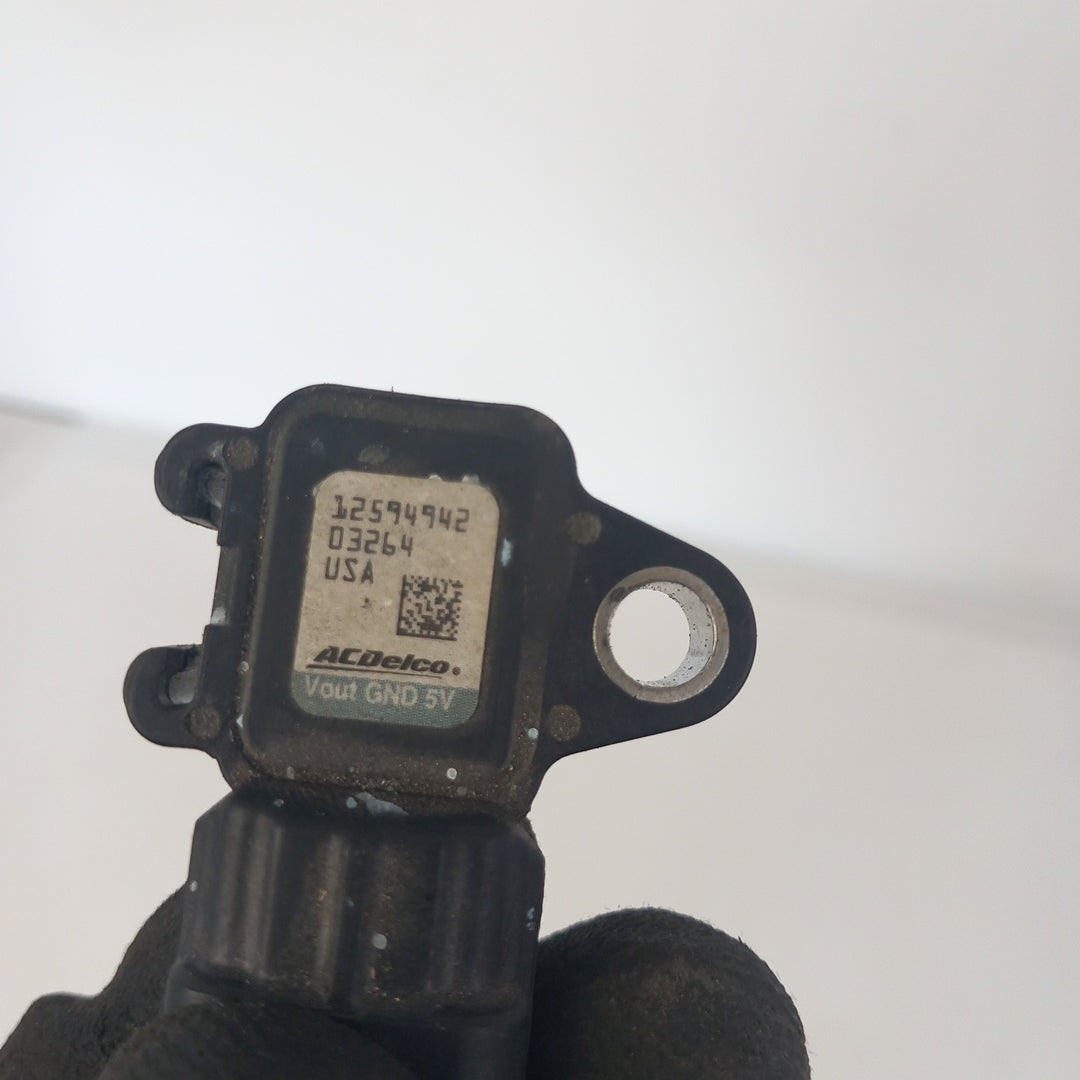 12594942
03264
USA
ACDelco.
Vout GND 5V